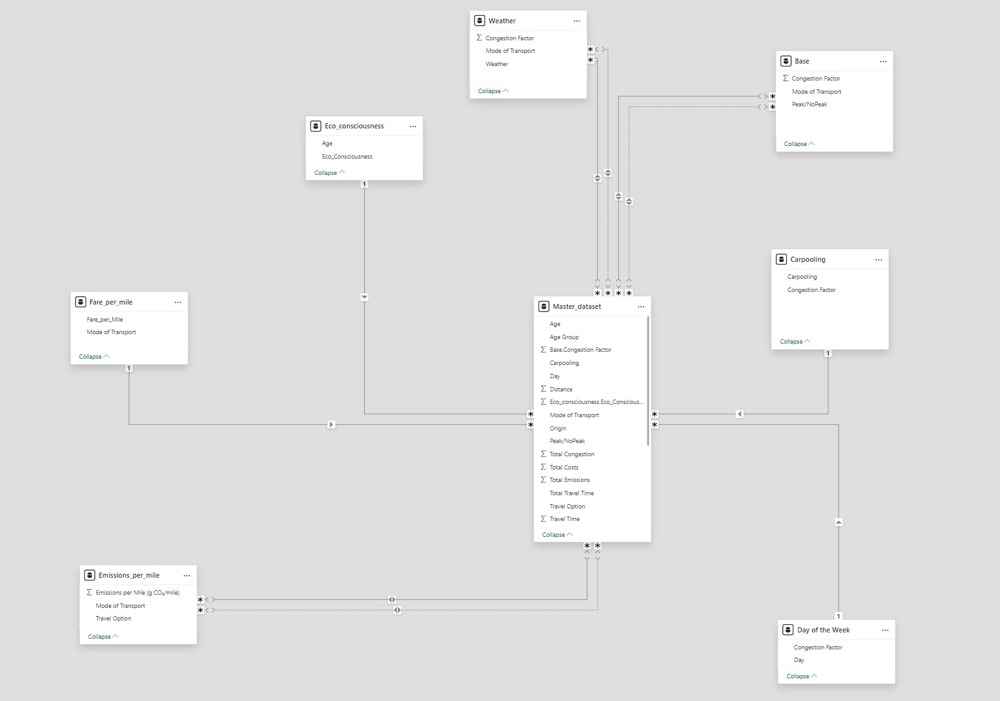 Weather
Congestion Factor
Mode of Transport
Weather
Collapse
Base
Congestion Factor
Mode of Transport
Peak/NoPeak
Collapse
Eco_consciousness
Age
Eco_Consciousness
Collapse
1
Fare_per_mile
Fare_per_Mile
Mode of Transport
Collapse
1
Carpooling
Carpooling
Congestion Factor
Collapse
1
Master_dataset
Age
Age Group
Base.Congestion Factor
Carpooling
Day
Distance
Eco_consciousness.Eco_Conscious...
Mode of Transport
Origin
Peak/NoPeak
Total Congestion
Total Costs
Total Emissions
Total Travel Time
Travel Option
Travel Time
Collapse
Emissions_per_mile
Emissions per Mile (g CO₂/mile)
Mode of Transport
Travel Option
Collapse
1
Day of the Week
Congestion Factor
Day
Collapse